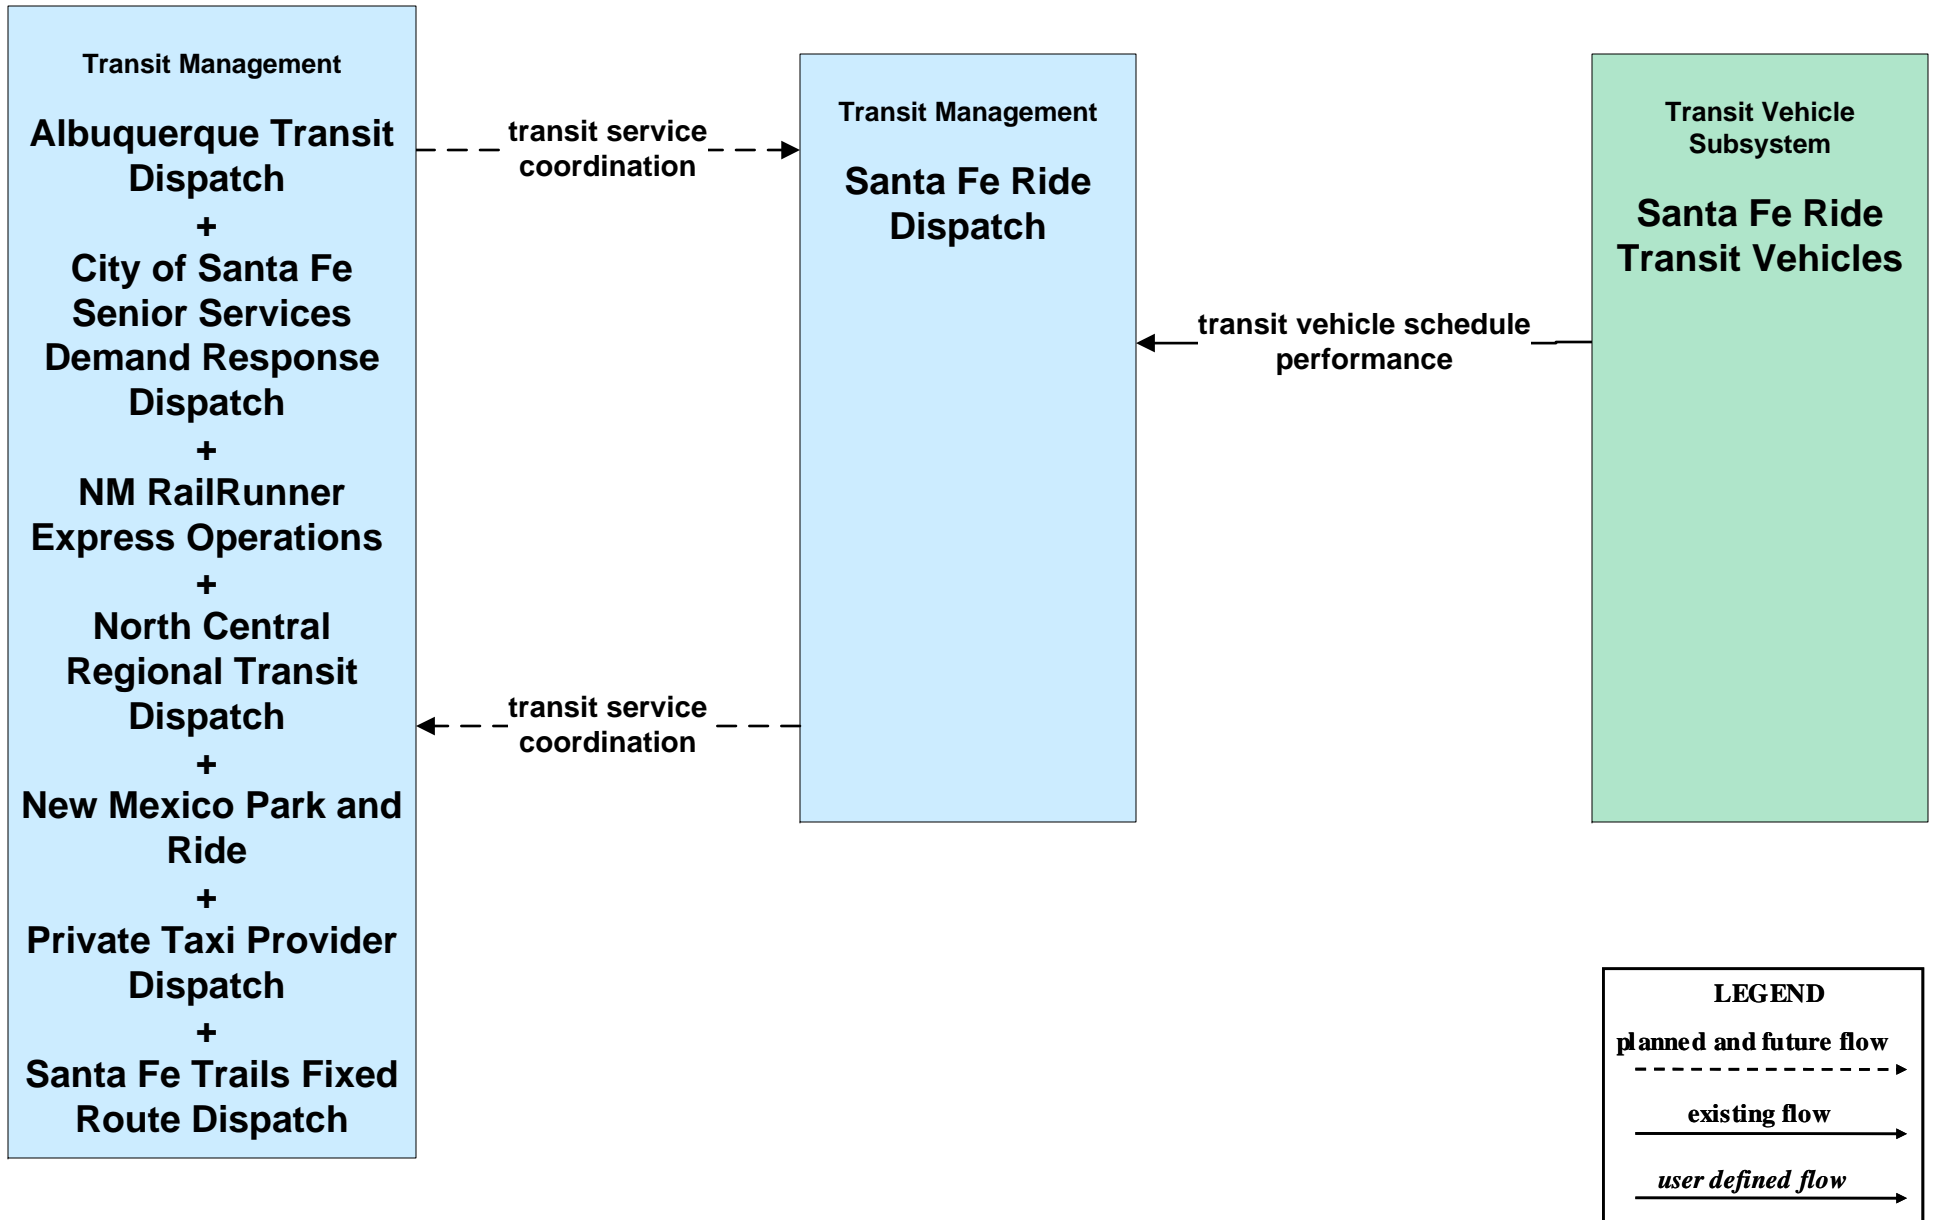 Transit Management
Albuquerque Transit
Dispatch
+
City of Santa Fe
Senior Services
Demand Response
Dispatch
+
NM RailRunner
Express Operations
+
North Central
Regional Transit
Dispatch
+
New Mexico Park and
Ride
+
Private Taxi Provider
Dispatch
+
Santa Fe Trails Fixed
Route Dispatch
transit service
coordination
transit service
coordination
Transit Management
Santa Fe Ride
Dispatch
transit vehicle schedule
performance
Transit Vehicle
Subsystem
Santa Fe Ride
Transit Vehicles
LEGEND
planned and future flow
existing flow
user defined flow